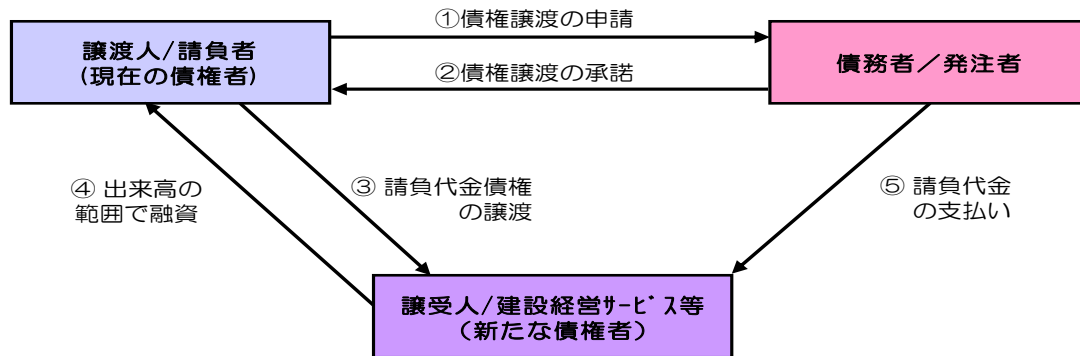 ①債権譲渡の申請
譲渡人/請負者
(現在の債権者)
債務者／発注者
②債権譲渡の承諾
④ 出来高の
範囲で融資
③ 請負代金債権
の譲渡
⑤ 請負代金
の支払い
譲受人/建設経営ｻｰﾋﾞｽ等
（新たな債権者）